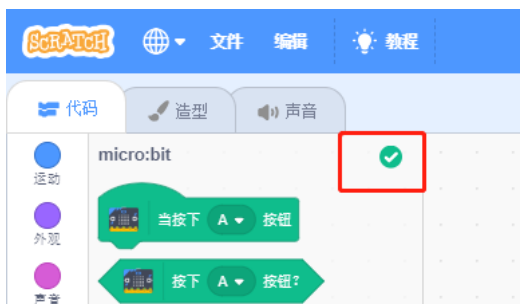 SCRATCH 文件 编辑 教程
代码 造型 声音
运动 micro:bit
外观 当按下 A 按钮
声音 按下 A 按钮?